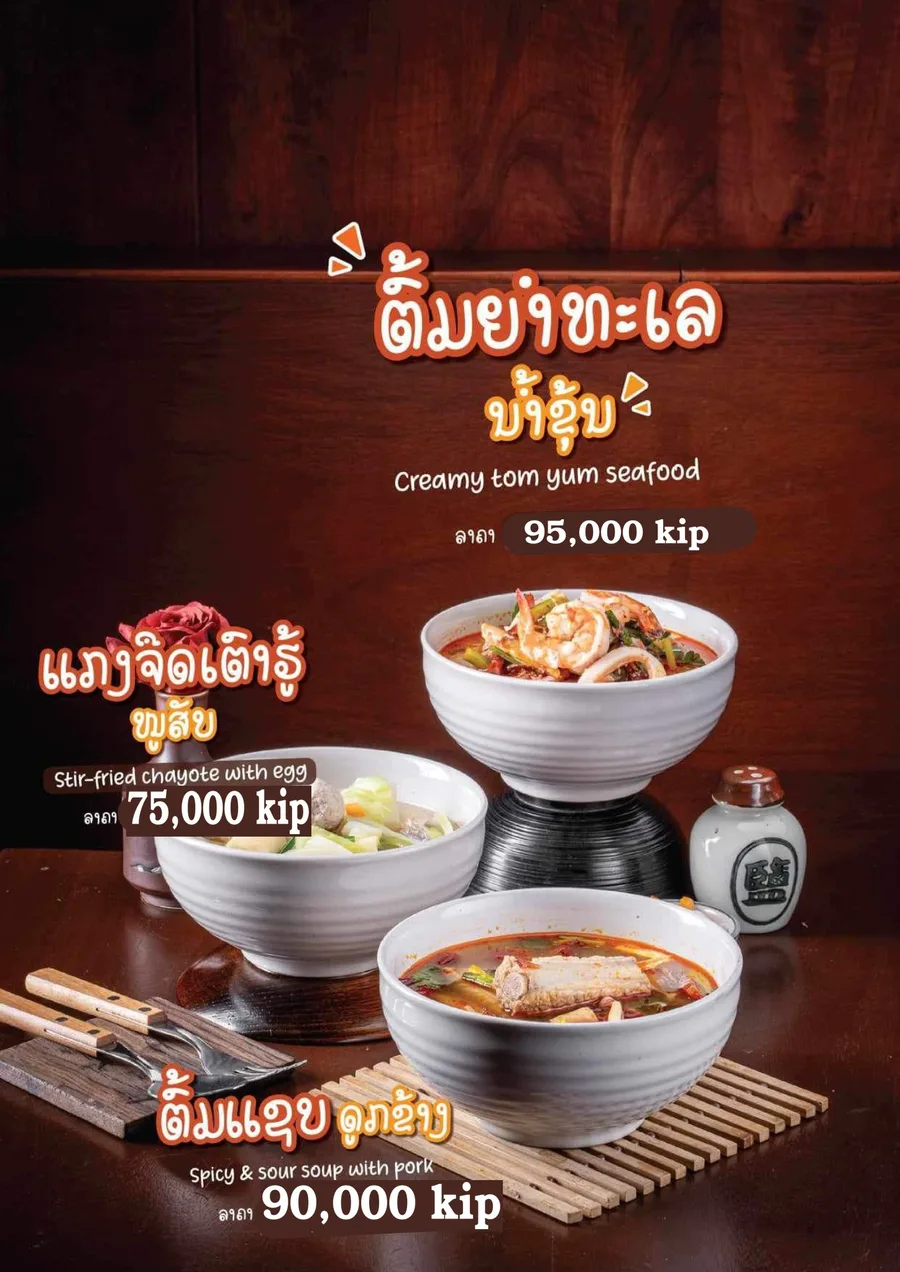 ຕົ້ມຍຳທະເລ
ນ້ຳຂຸ້ນ
Creamy tom yum seafood
ລາຄາ 95,000 kip
ແກງຈືດເຕົາຮູ້
ໝູສັບ
Stir-fried chayote with egg
ລາຄາ 75,000 kip
鹽
ຕົ້ມແຊບ ດູກຂ້າງ
Spicy & sour soup with pork
ລາຄາ 90,000 kip